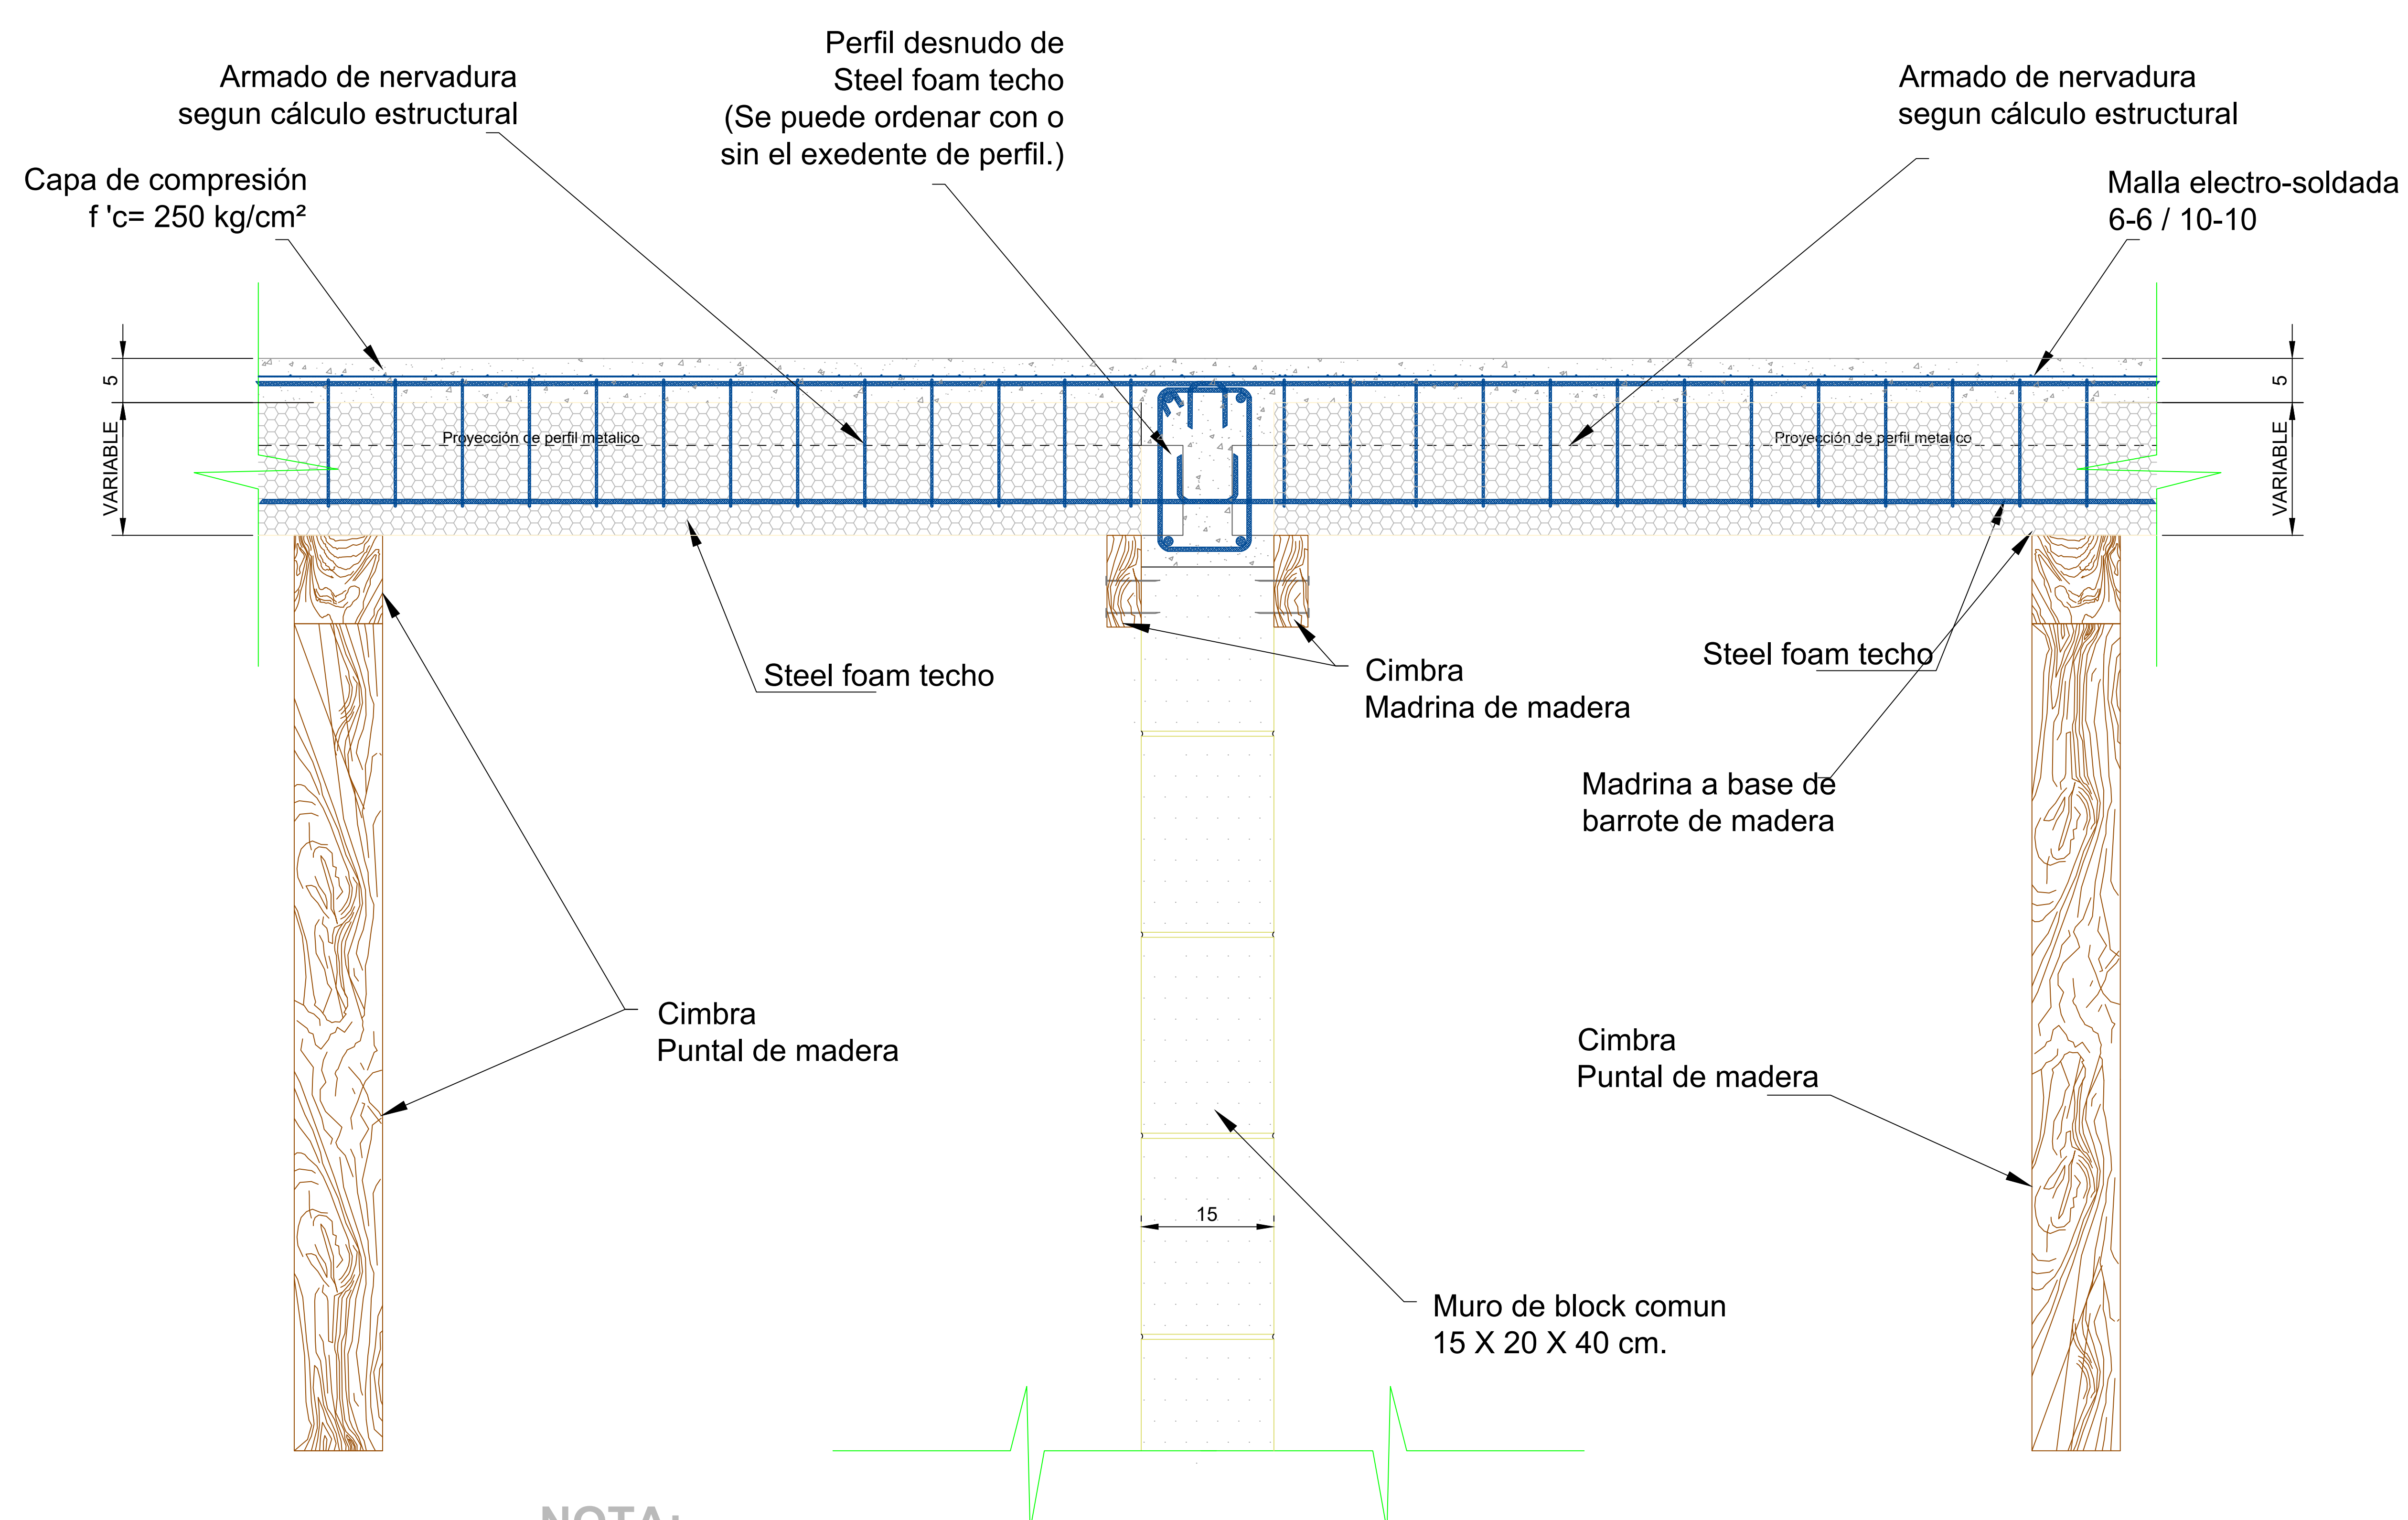 Perfil desnudo de
Steel foam techo
(Se puede ordenar con o
sin el exedente de perfil.)
Armado de nervadura
segun cálculo estructural
Armado de nervadura
segun cálculo estructural
Capa de compresión
f 'c= 250 kg/cm²
Malla electro-soldada
6-6 / 10-10
5
VARIABLE
5
VARIABLE
Proyección de perfil metalico
Proyección de perfil metalico
Steel foam techo
Cimbra
Madrina de madera
Steel foam techo
Madrina a base de
barrote de madera
Cimbra
Puntal de madera
Cimbra
Puntal de madera
15
Muro de block comun
15 X 20 X 40 cm.
NOTA: